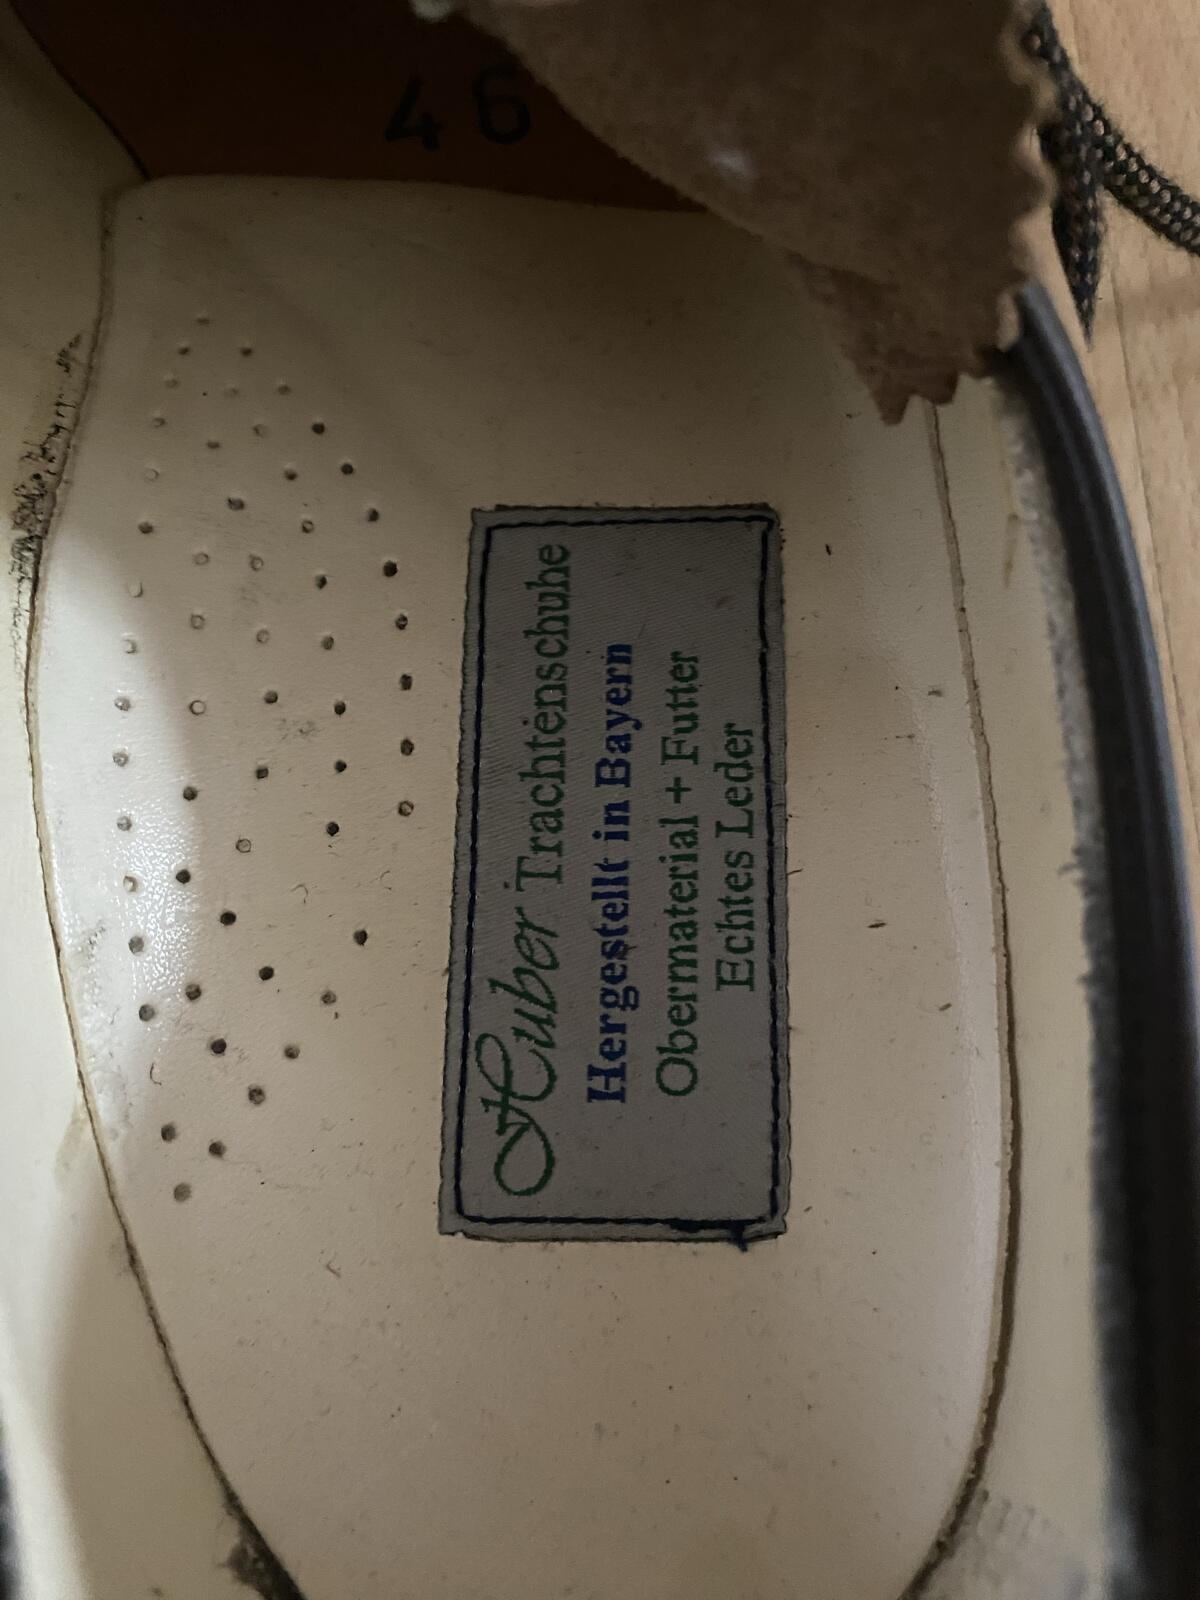 46
Huber Trachtenschuhe
Hergestellt in Bayern
Obermaterial + Futter
Echtes Leder